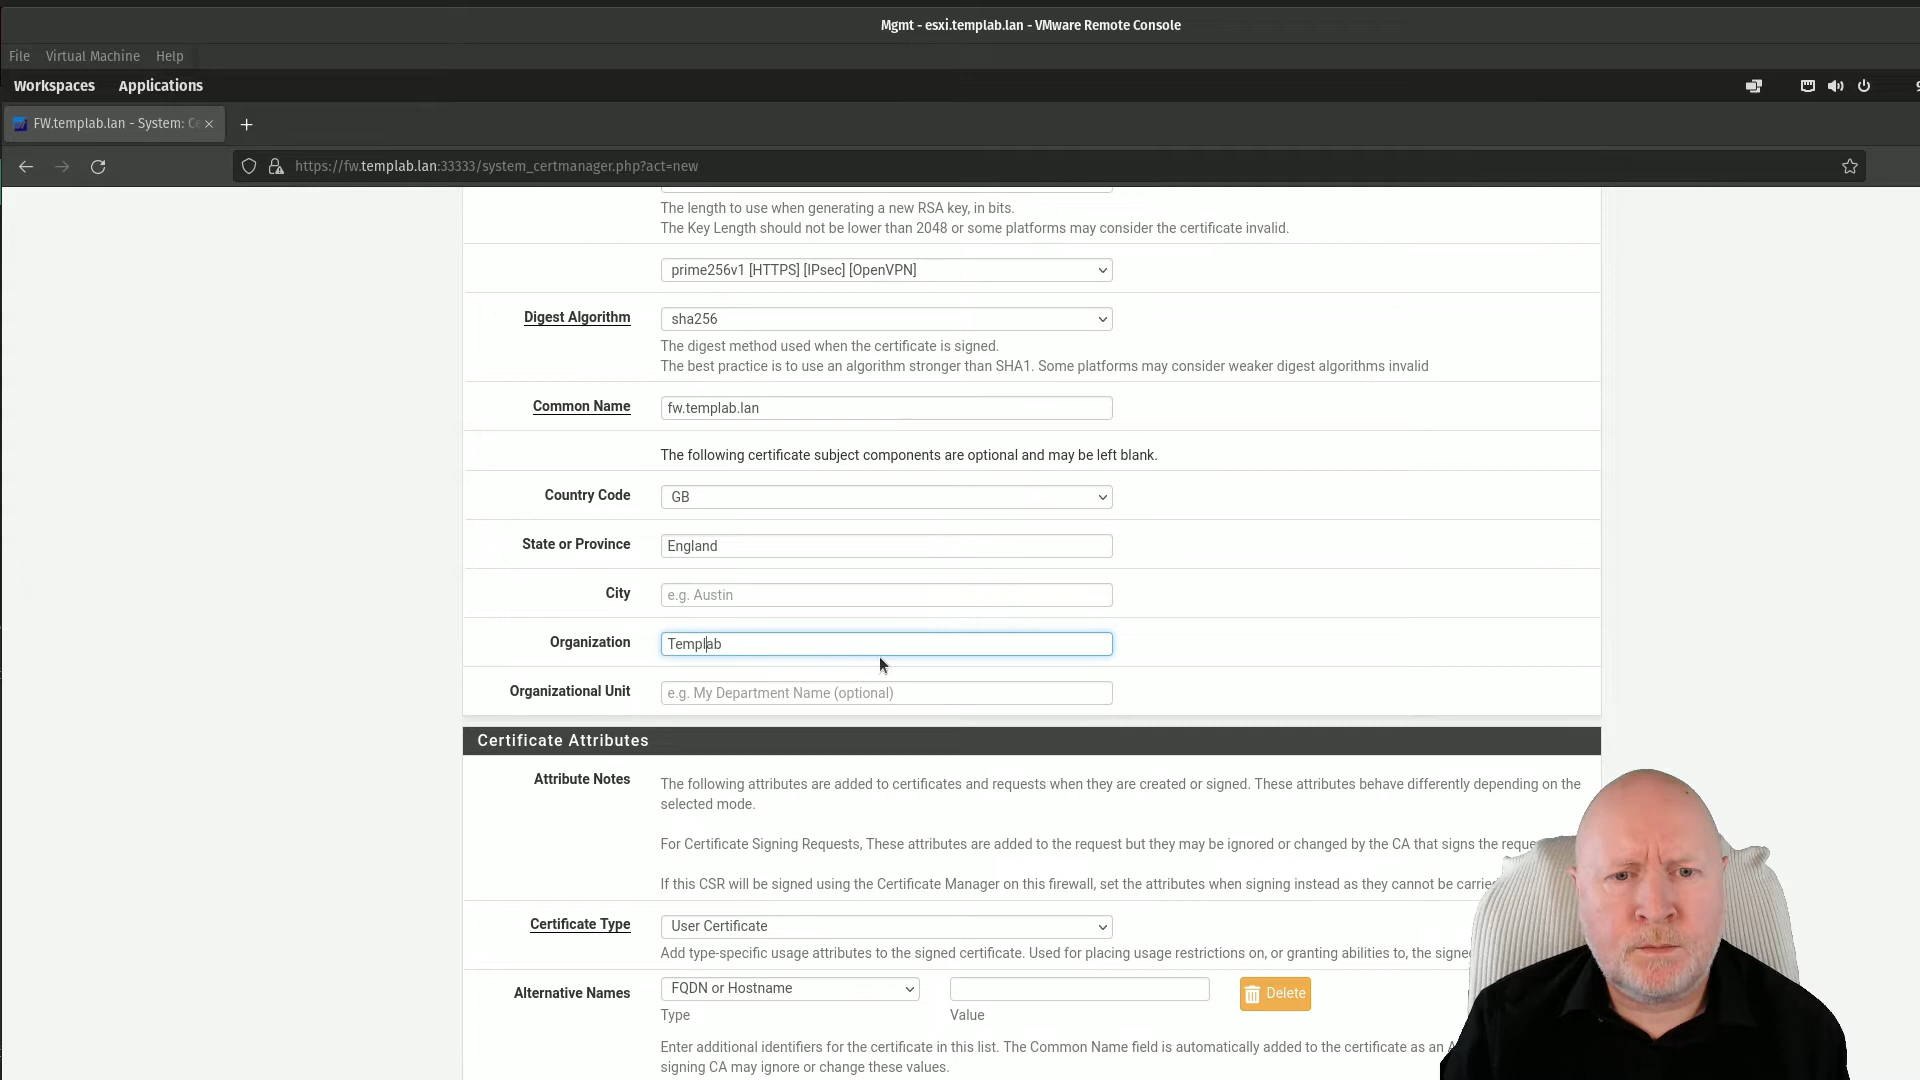 Mgmt - esxi.templab.lan - VMware Remote Console
File Virtual Machine Help
Workspaces Applications
FW.templab.lan - System: Ce
https://fw.templab.lan:33333/system_certmanager.php?act=new
The length to use when generating a new RSA key, in bits.
The Key Length should not be lower than 2048 or some platforms may consider the certificate invalid.
prime256v1 [HTTPS] [IPsec] [OpenVPN]
Digest Algorithm sha256
The digest method used when the certificate is signed.
The best practice is to use an algorithm stronger than SHA1. Some platforms may consider weaker digest algorithms invalid
Common Name fw.templab.lan
The following certificate subject components are optional and may be left blank.
Country Code GB
State or Province England
City e.g. Austin
Organization Templab
Organizational Unit e.g. My Department Name (optional)
Certificate Attributes
Attribute Notes The following attributes are added to certificates and requests when they are created or signed. These attributes behave differently depending on the
selected mode.
For Certificate Signing Requests, These attributes are added to the request but they may be ignored or changed by the CA that signs the reque
If this CSR will be signed using the Certificate Manager on this firewall, set the attributes when signing instead as they cannot be carrie
Certificate Type User Certificate
Add type-specific usage attributes to the signed certificate. Used for placing usage restrictions on, or granting abilities to, the signe
Alternative Names FQDN or Hostname Delete
Type Value
Enter additional identifiers for the certificate in this list. The Common Name field is automatically added to the certificate as an A
signing CA may ignore or change these values.